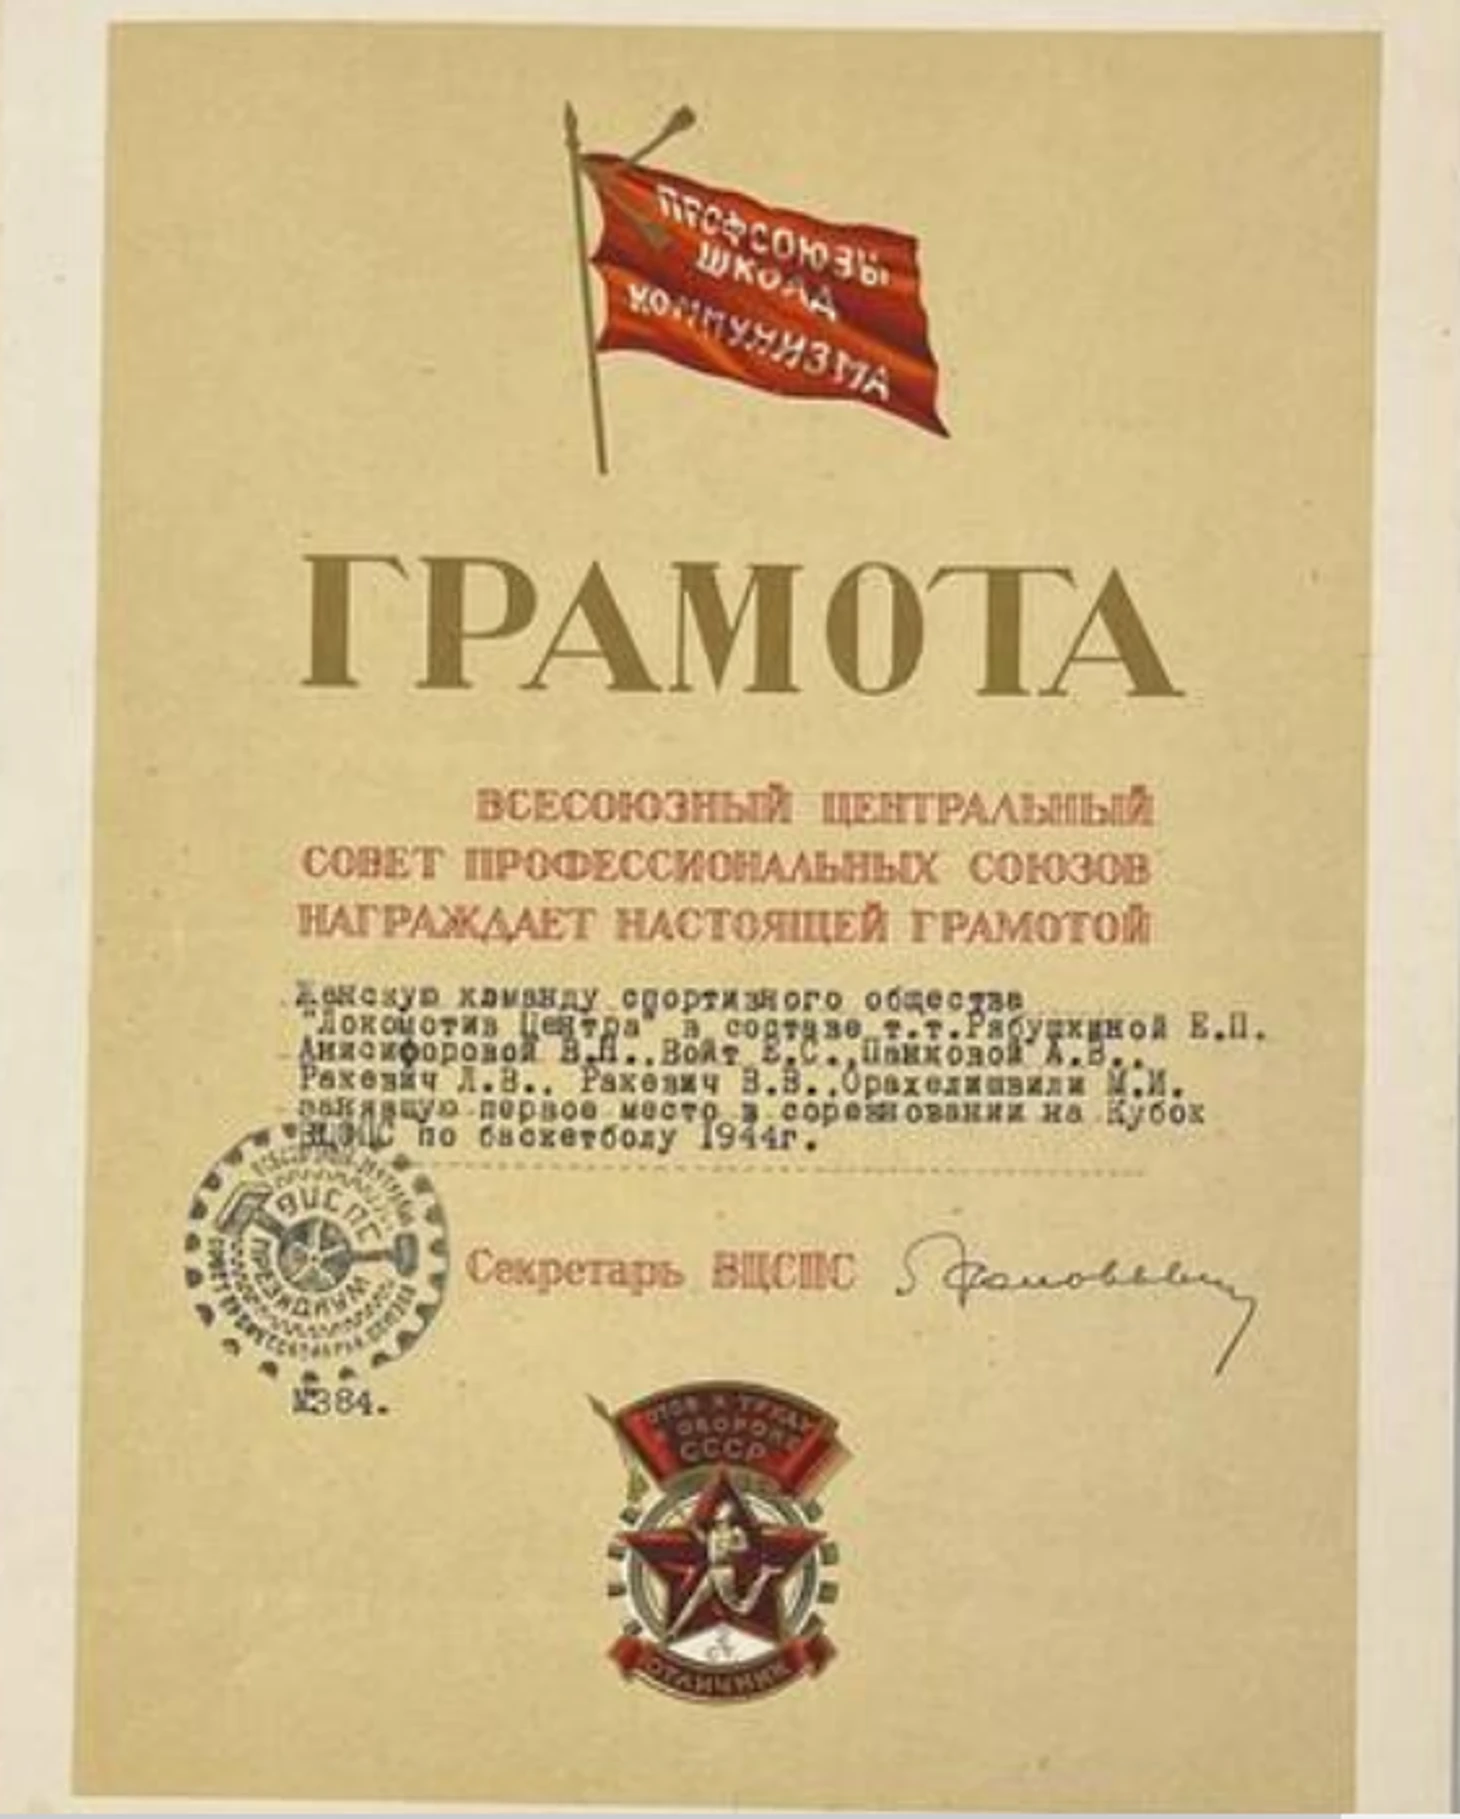 ПРОФСОЮЗЫ
ШКОЛА
КОММУНИЗМА
ГРАМОТА
ВСЕСОЮЗНЫЙ ЦЕНТРАЛЬНЫЙ
СОВЕТ ПРОФЕССИОНАЛЬНЫХ СОЮЗОВ
НАГРАЖДАЕТ НАСТОЯЩЕЙ ГРАМОТОЙ
Женскую команду спортивного общества
"Локомотив Центра" в составе т.т.Рябушкиной Е.П.
Анисифоровой В.П..Войт Е.С.,Панковой А.В..
Ракевич Л.В., Ракевич В.В.,Орахелишвили М.И.
занявшую первое место в соревновании на Кубок
ВЦСПС по баскетболу 1944г.
ВЦСПС
ПРЕЗИДИУМ
Секретарь ВЦСПС
№384.
ГОТОВ К ТРУДУ
ОБОРОНЕ
СССР
ОТЛИЧНИК